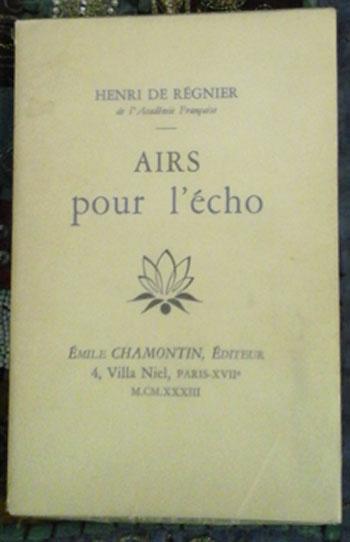 HENRI DE RÉGNIER
de l'Académie Française
AIRS
pour l'écho
ÉMILE CHAMONTIN, ÉDITEUR
4, Villa Niel, PARIS-XVIIe
M.CM.XXXIII